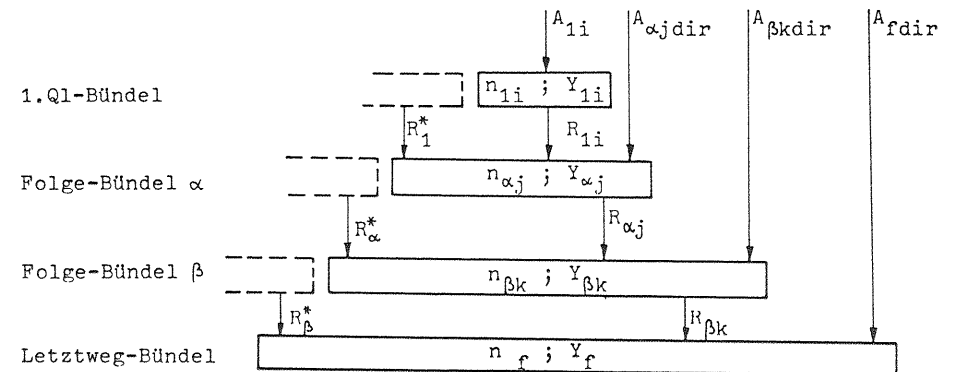 A1i AαjdIr Aβkdir Afdir
1.Ql-Bündel n1i ; Y1i
R*1 R1i
Folge-Bündel α nαj ; Yαj
R*α Rαj
Folge-Bündel β nβk ; Yβk
R*β Rβk
Letztweg-Bündel nf ; Yf